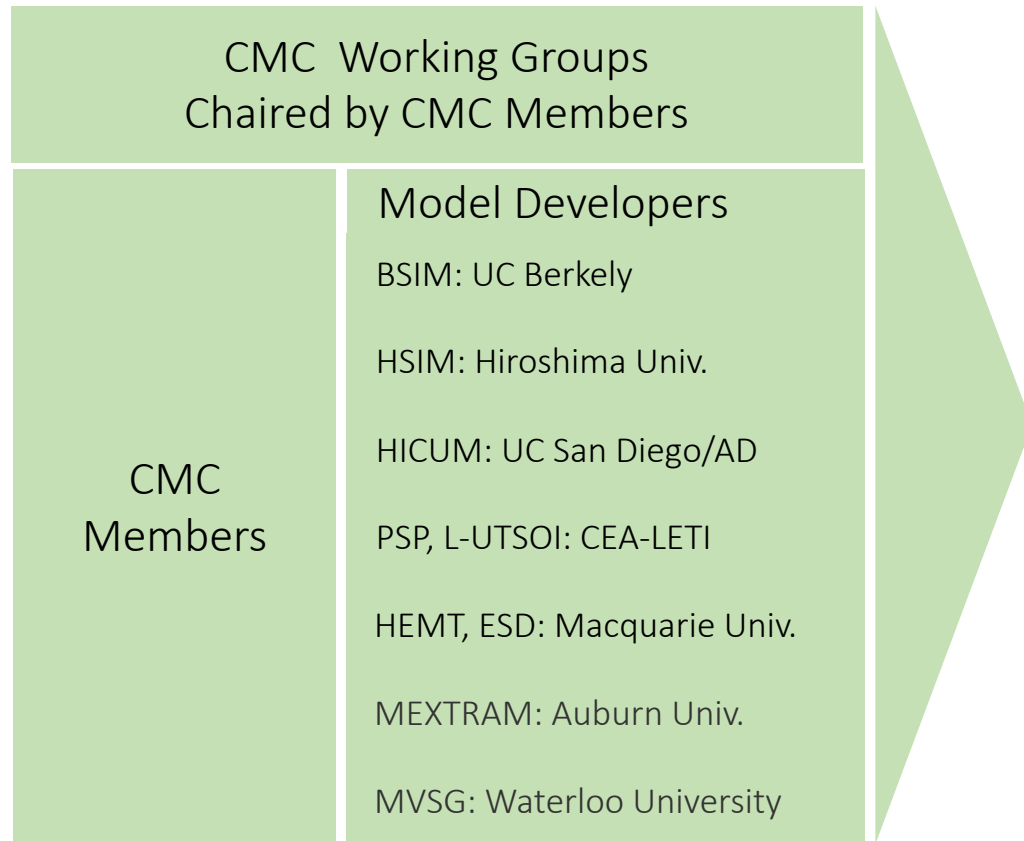 CMC Working Groups
Chaired by CMC Members
CMC
Members
Model Developers
BSIM: UC Berkely
HSIM: Hiroshima Univ.
HICUM: UC San Diego/AD
PSP, L-UTSOI: CEA-LETI
HEMT, ESD: Macquarie Univ.
MEXTRAM: Auburn Univ.
MVSG: Waterloo University